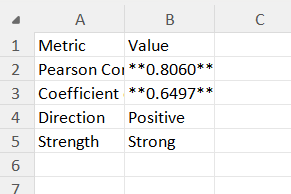 A B C
1 Metric Value
2 Pearson Cor **0.8060**
3 Coefficient **0.6497**
4 Direction Positive
5 Strength Strong
6
7